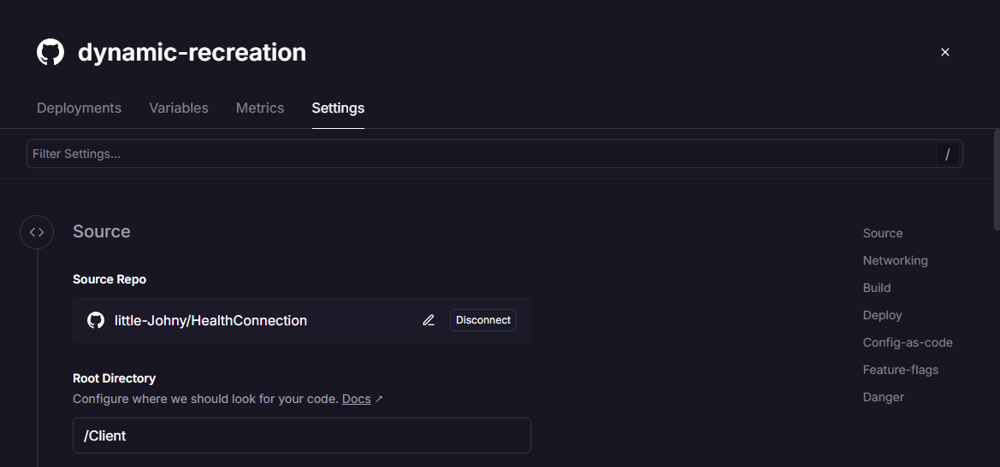 dynamic-recreation
Deployments Variables Metrics Settings
Filter Settings... /
Source
Source Repo
little-Johny/HealthConnection Disconnect
Root Directory
Configure where we should look for your code. Docs ↗
/Client
Source
Networking
Build
Deploy
Config-as-code
Feature-flags
Danger